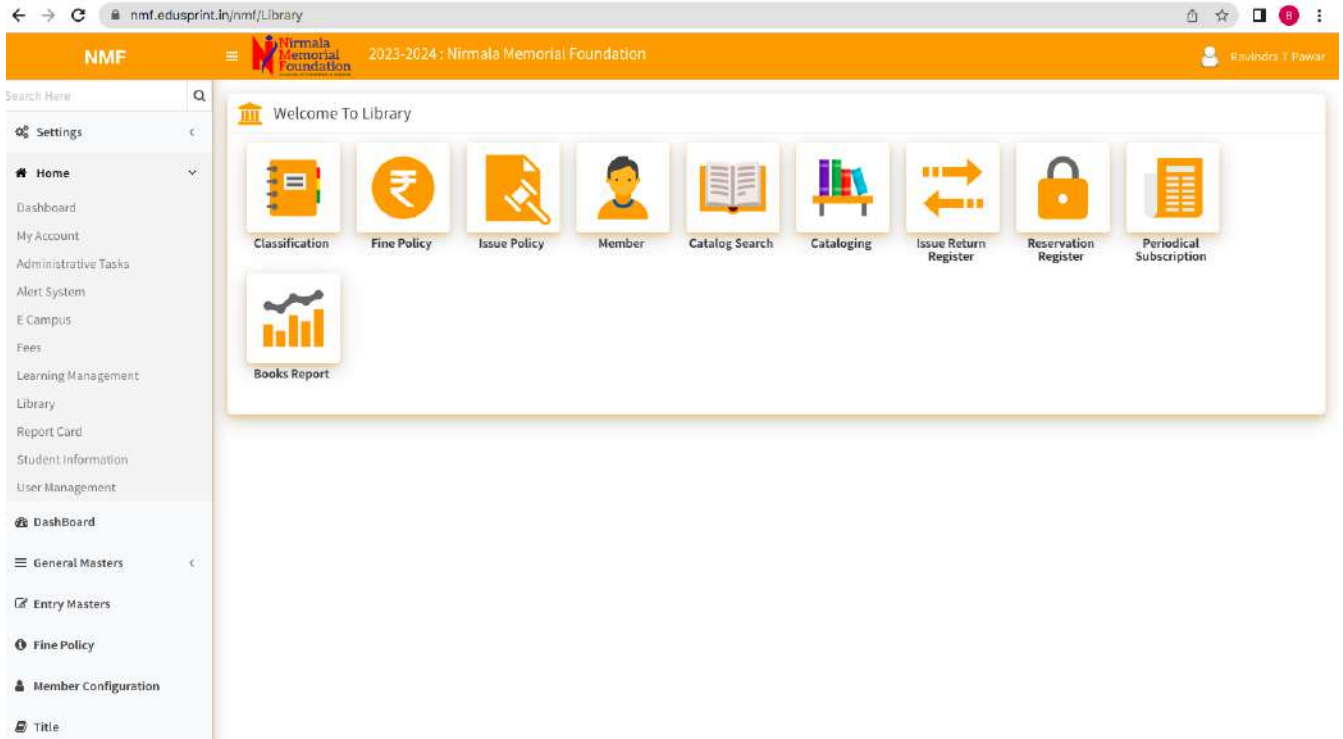 nmf.edusprint.in/nmf/Library
B
NMF
Nirmala
Memorial
Foundation
2023-2024 : Nirmala Memorial Foundation
Ravindra T Pawar
Search Here
Settings
Home
Dashboard
My Account
Administrative Tasks
Alert System
E Campus
Fees
Learning Management
Library
Report Card
Student Information
User Management
DashBoard
General Masters
Entry Masters
Fine Policy
Member Configuration
Title
Welcome To Library
Classification
Fine Policy
Issue Policy
Member
Catalog Search
Cataloging
Issue Return
Register
Reservation
Register
Periodical
Subscription
Books Report